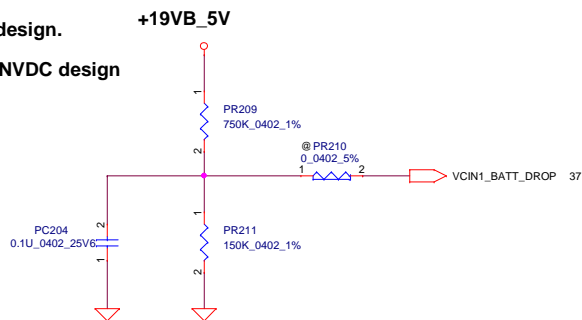 +19VB_5V
design.
NVDC design
1
PR209
750K_0402_1%
2
@ PR210
0_0402_5%
1 2
VCIN1_BATT_DROP 37
PC204
0.1U_0402_25V6
2
1
1
PR211
150K_0402_1%
2